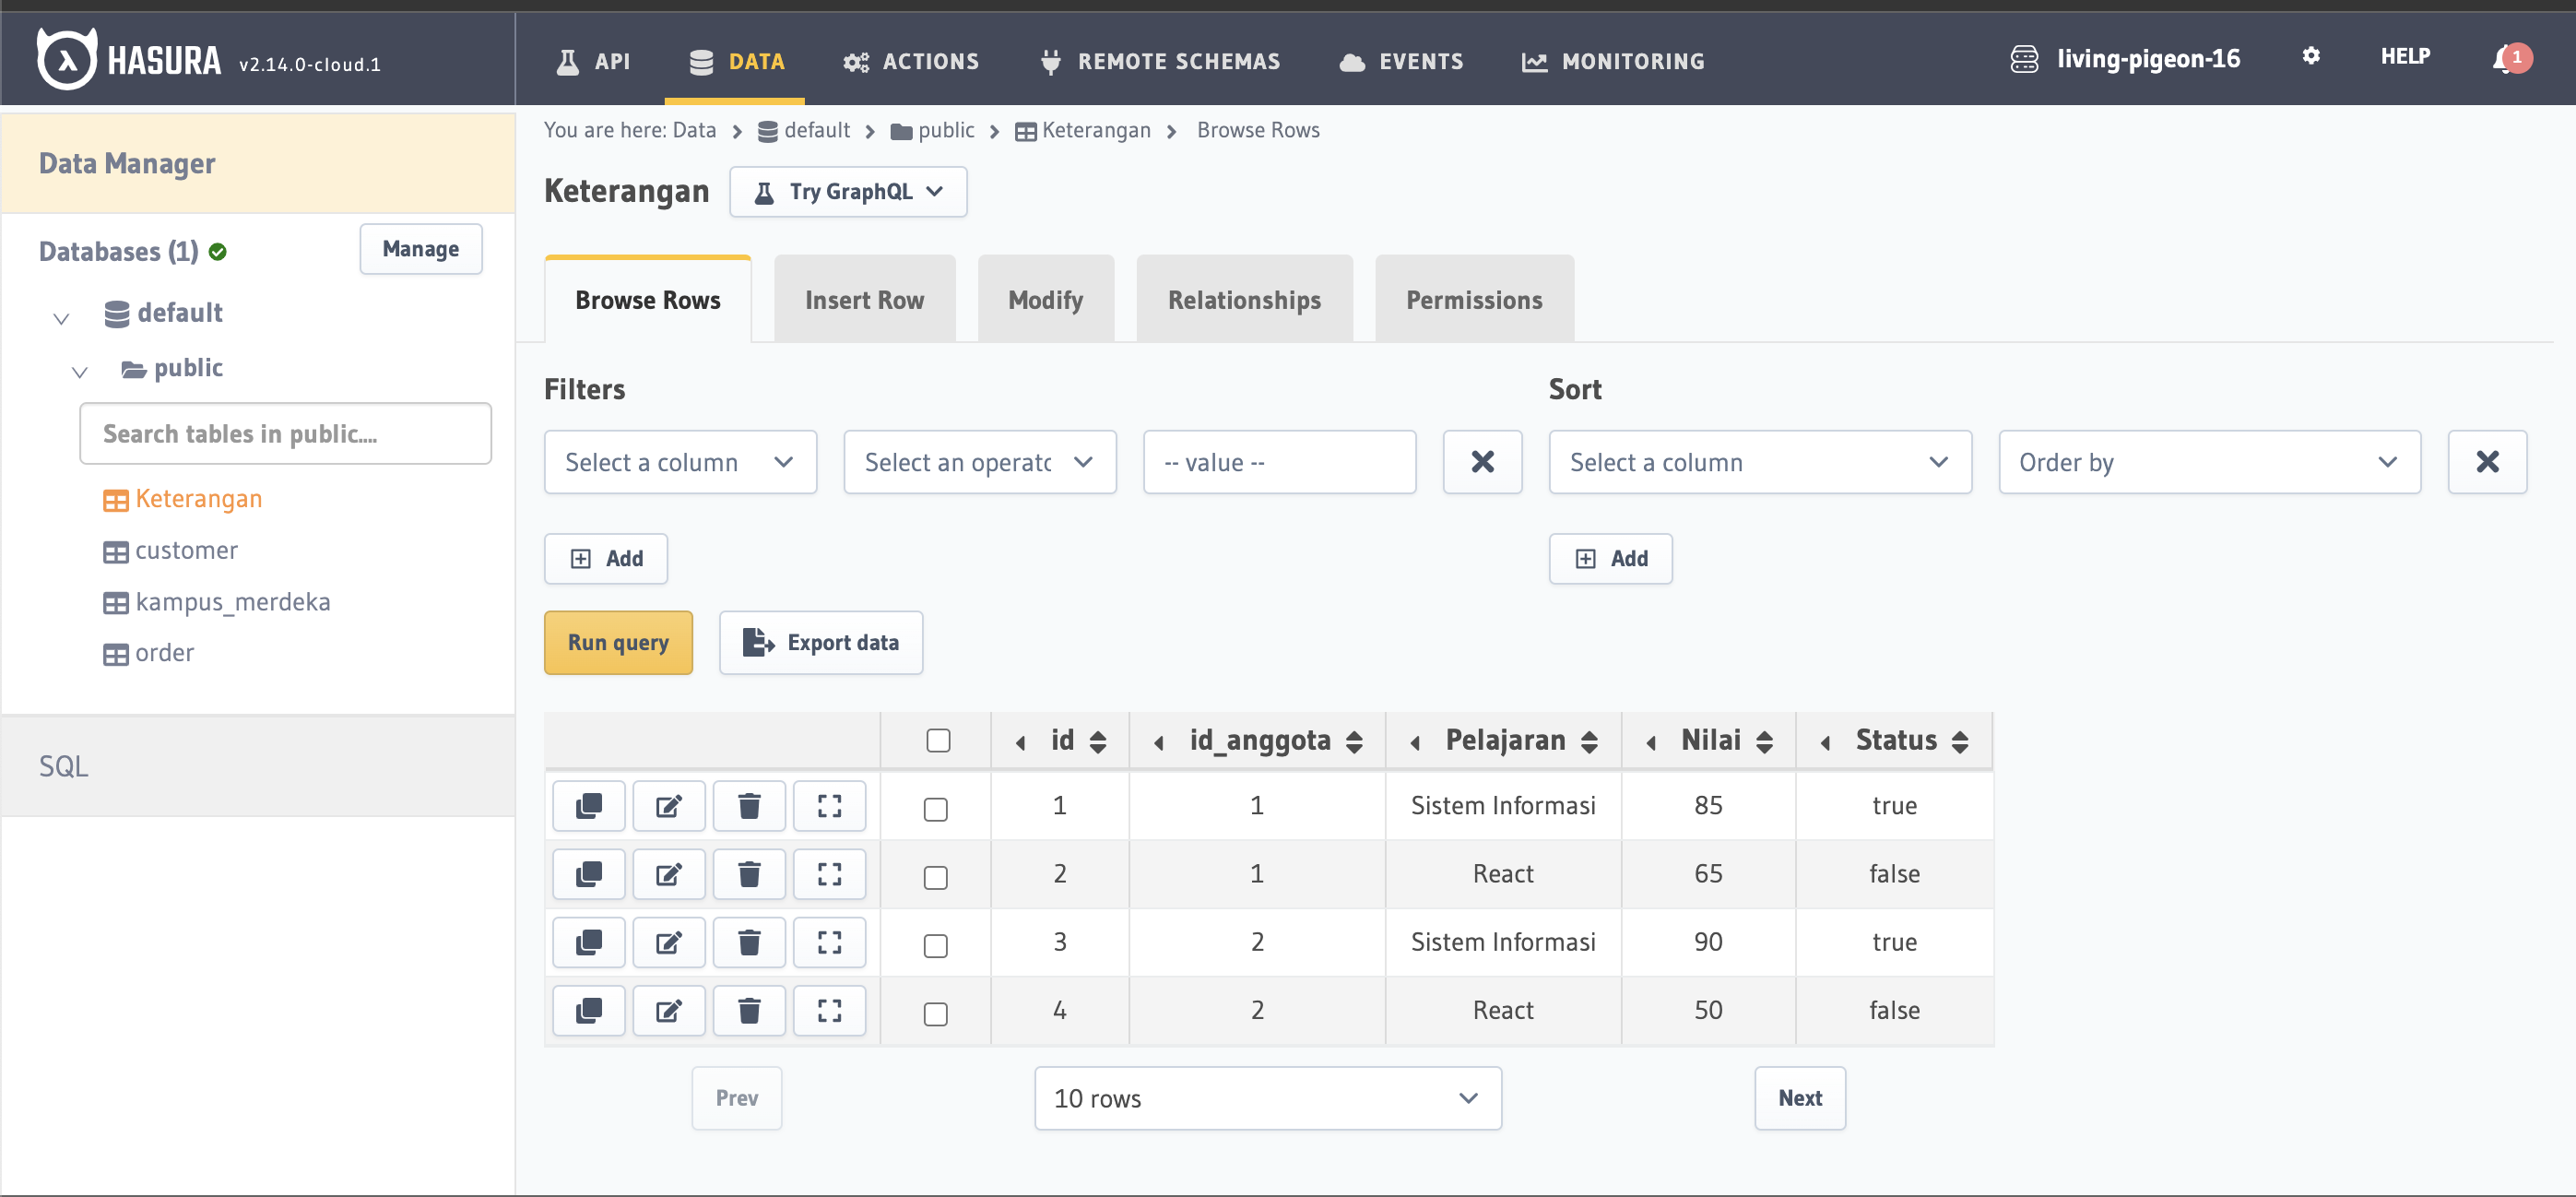 HASURA v2.14.0-cloud.1
API DATA ACTIONS REMOTE SCHEMAS EVENTS MONITORING living-pigeon-16 HELP 1
Data Manager
Databases (1) Manage
default
public
Search tables in public....
Keterangan
customer
kampus_merdeka
order
SQL
You are here: Data > default > public > Keterangan > Browse Rows
Keterangan Try GraphQL
Browse Rows Insert Row Modify Relationships Permissions
Filters Sort
Select a column Select an operato -- value -- Select a column Order by
Add Add
Run query Export data
id id_anggota Pelajaran Nilai Status
1 1 Sistem Informasi 85 true
2 1 React 65 false
3 2 Sistem Informasi 90 true
4 2 React 50 false
Prev 10 rows Next